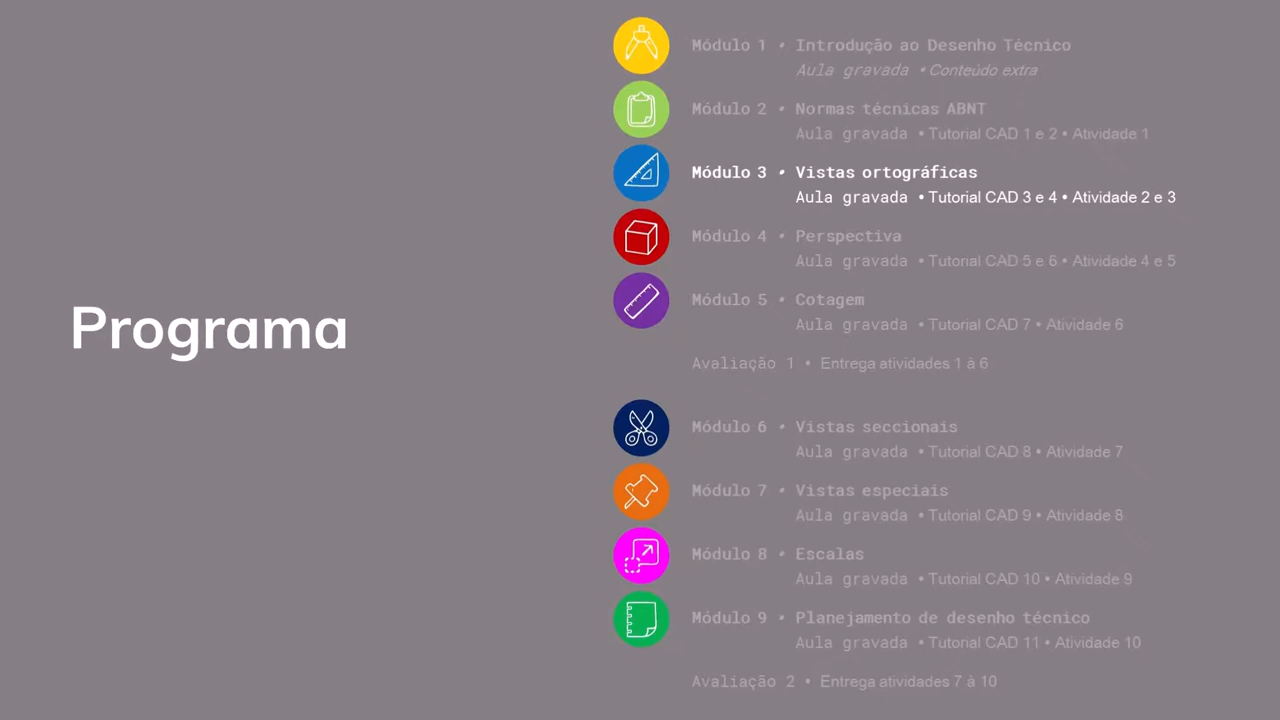 Programa
Módulo 1 • Introdução ao Desenho Técnico
Aula gravada • Conteúdo extra
Módulo 2 • Normas técnicas ABNT
Aula gravada • Tutorial CAD 1 e 2 • Atividade 1
Módulo 3 • Vistas ortográficas
Aula gravada • Tutorial CAD 3 e 4 • Atividade 2 e 3
Módulo 4 • Perspectiva
Aula gravada • Tutorial CAD 5 e 6 • Atividade 4 e 5
Módulo 5 • Cotagem
Aula gravada • Tutorial CAD 7 • Atividade 6
Avaliação 1 • Entrega atividades 1 à 6
Módulo 6 • Vistas seccionais
Aula gravada • Tutorial CAD 8 • Atividade 7
Módulo 7 • Vistas especiais
Aula gravada • Tutorial CAD 9 • Atividade 8
Módulo 8 • Escalas
Aula gravada • Tutorial CAD 10 • Atividade 9
Módulo 9 • Planejamento de desenho técnico
Aula gravada • Tutorial CAD 11 • Atividade 10
Avaliação 2 • Entrega atividades 7 à 10